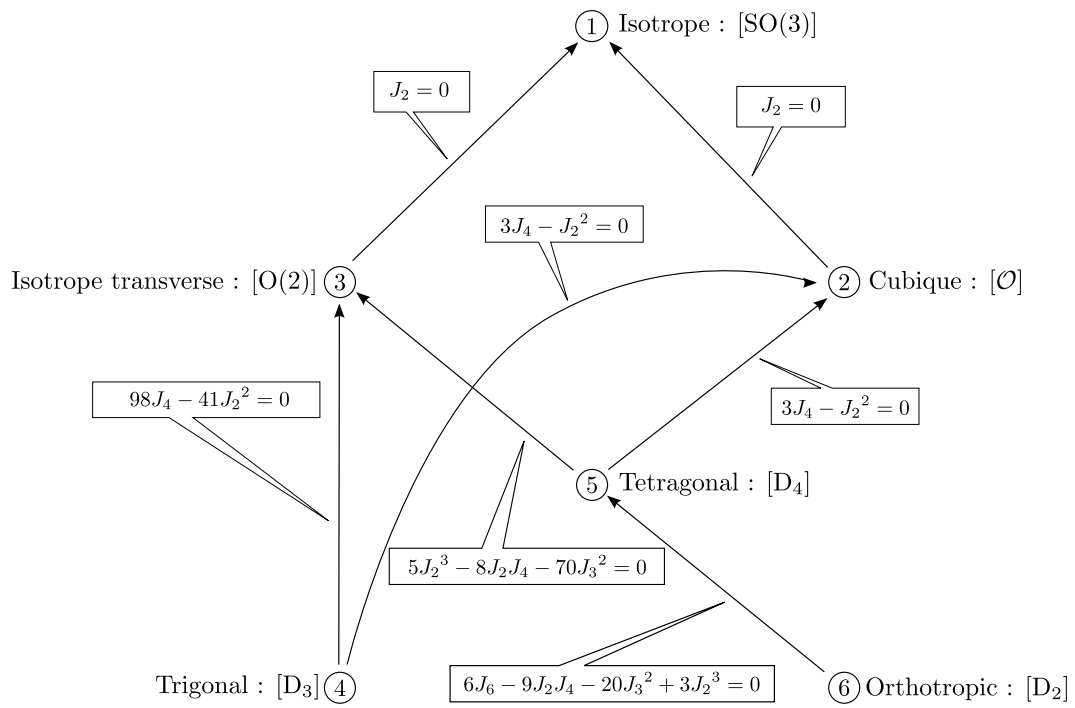 ① Isotrope : [SO(3)]
J₂ = 0
J₂ = 0
3J₄ − J₂² = 0
Isotrope transverse : [O(2)] ③
② Cubique : [𝒪]
98J₄ − 41J₂² = 0
3J₄ − J₂² = 0
⑤ Tetragonal : [D₄]
5J₂³ − 8J₂J₄ − 70J₃² = 0
6J₆ − 9J₂J₄ − 20J₃² + 3J₂³ = 0
Trigonal : [D₃] ④
⑥ Orthotropic : [D₂]